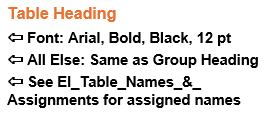 Table Heading
⇦ Font: Arial, Bold, Black, 12 pt
⇦ All Else: Same as Group Heading
⇦ See EI_Table_Names_&_
Assignments for assigned names